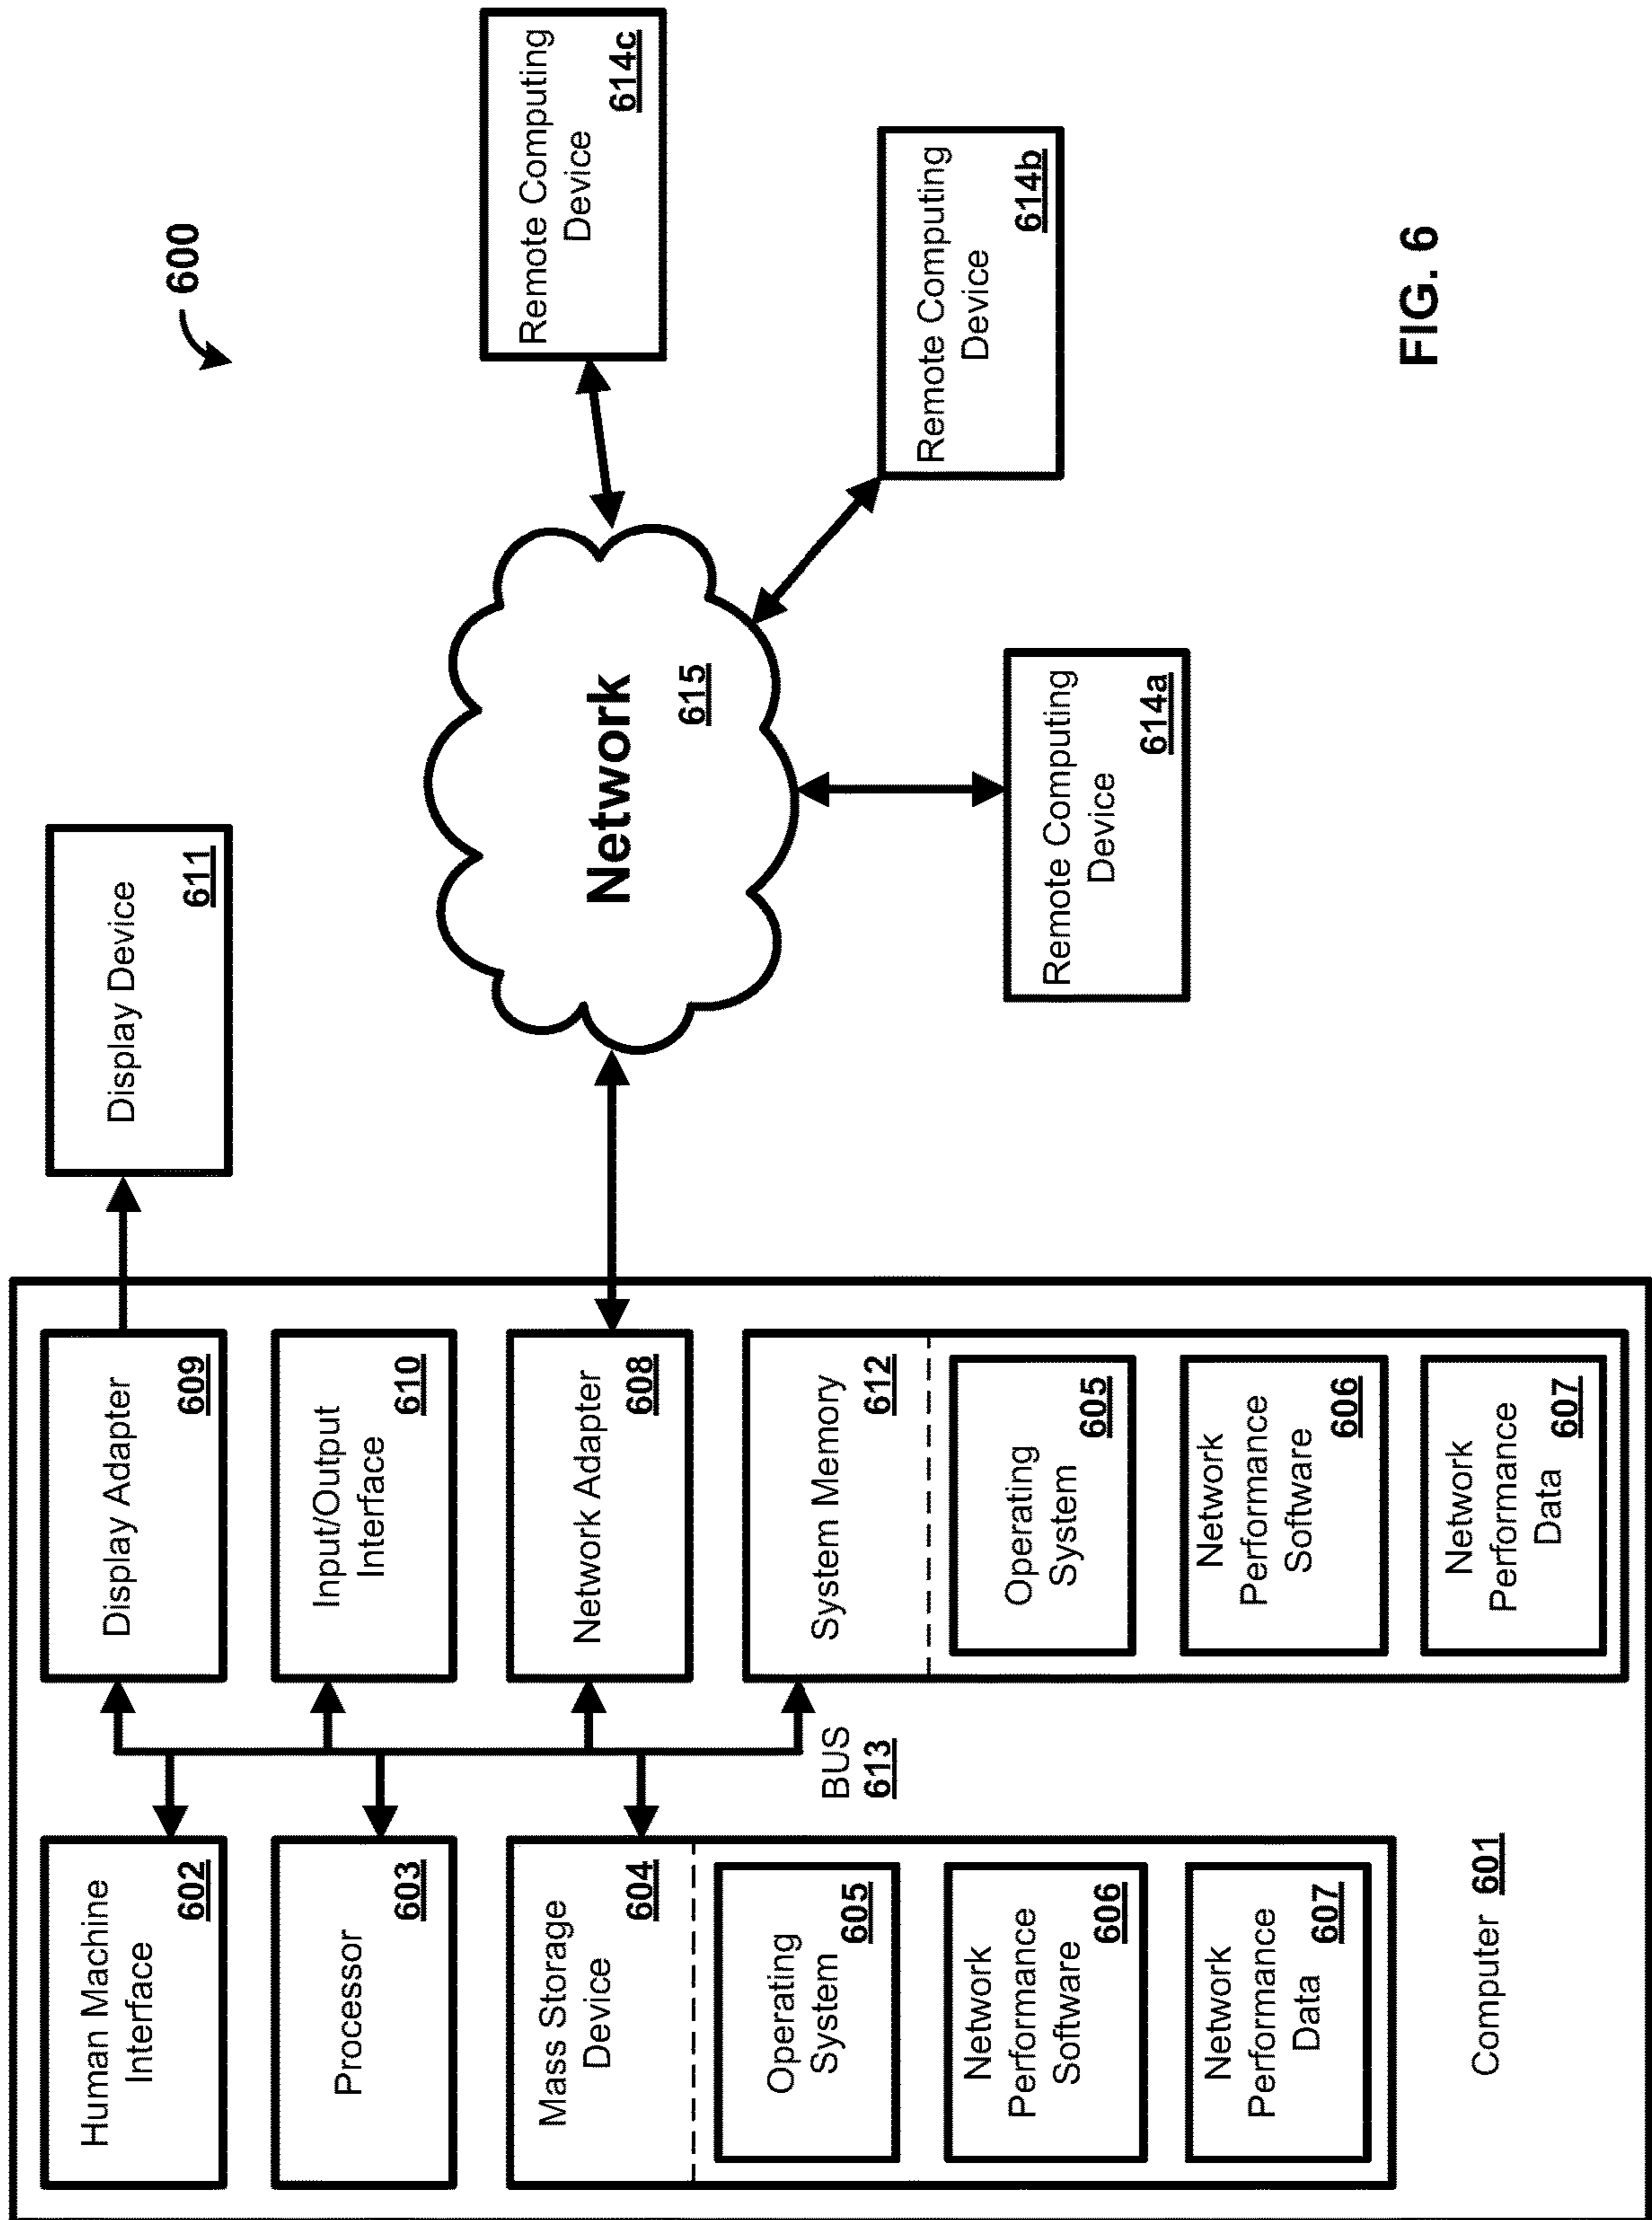 600
Human Machine
Interface
602
Processor
603
Mass Storage
Device
604
Operating
System
605
Network
Performance
Software
606
Network
Performance
Data
607
Computer 601
BUS
613
Display Adapter
609
Input/Output
Interface
610
Network Adapter
608
System Memory
612
Operating
System
605
Network
Performance
Software
606
Network
Performance
Data
607
Display Device
611
Network
615
Remote Computing
Device
614a
Remote Computing
Device
614b
Remote Computing
Device
614c
FIG. 6